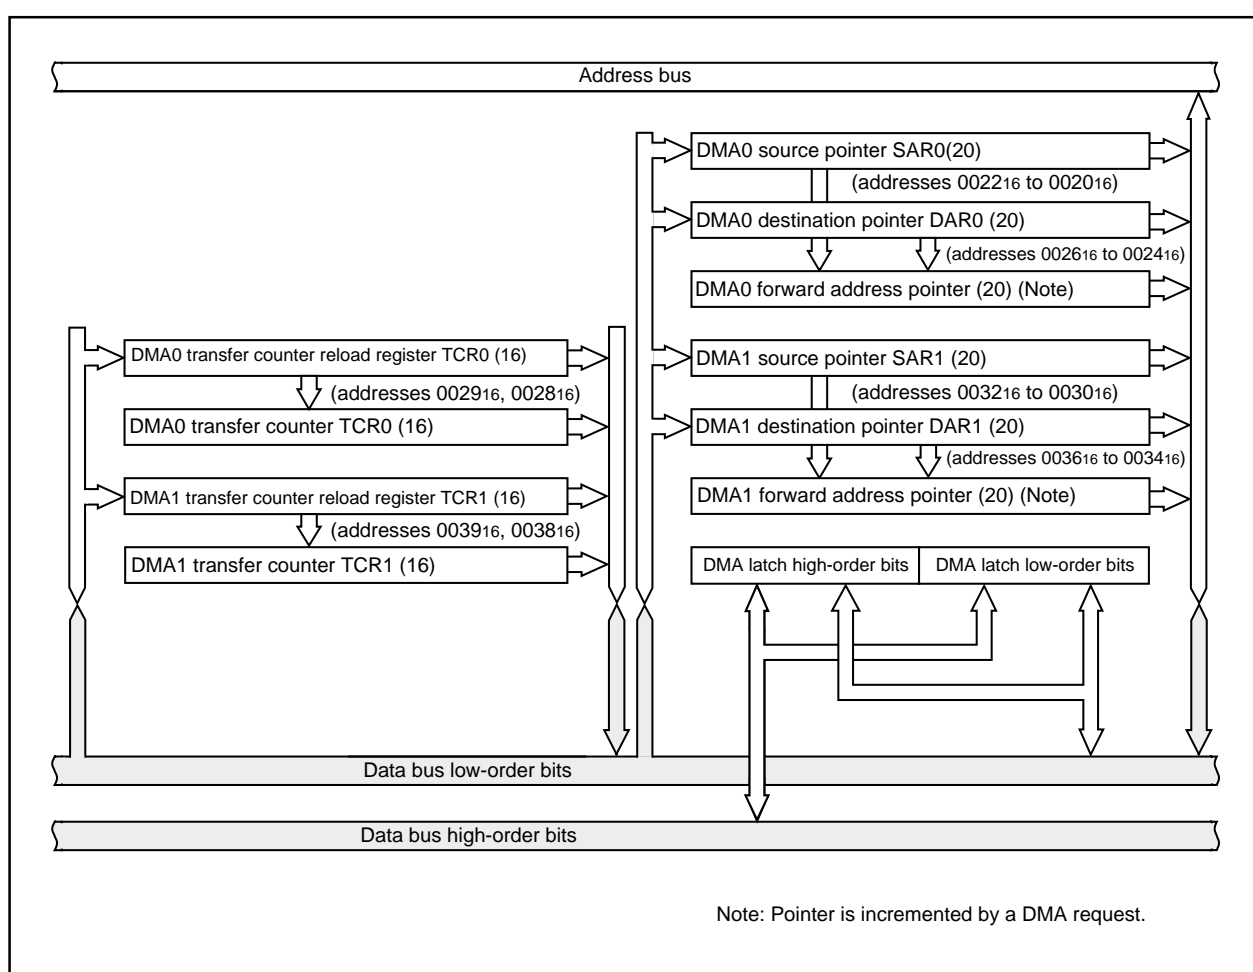 Address bus
DMA0 source pointer SAR0(20)
(addresses 002216 to 002016)
DMA0 destination pointer DAR0 (20)
(addresses 002616 to 002416)
DMA0 forward address pointer (20) (Note)
DMA0 transfer counter reload register TCR0 (16)
(addresses 002916, 002816)
DMA0 transfer counter TCR0 (16)
DMA1 transfer counter reload register TCR1 (16)
(addresses 003916, 003816)
DMA1 transfer counter TCR1 (16)
DMA1 source pointer SAR1 (20)
(addresses 003216 to 003016)
DMA1 destination pointer DAR1 (20)
(addresses 003616 to 003416)
DMA1 forward address pointer (20) (Note)
DMA latch high-order bits
DMA latch low-order bits
Data bus low-order bits
Data bus high-order bits
Note: Pointer is incremented by a DMA request.